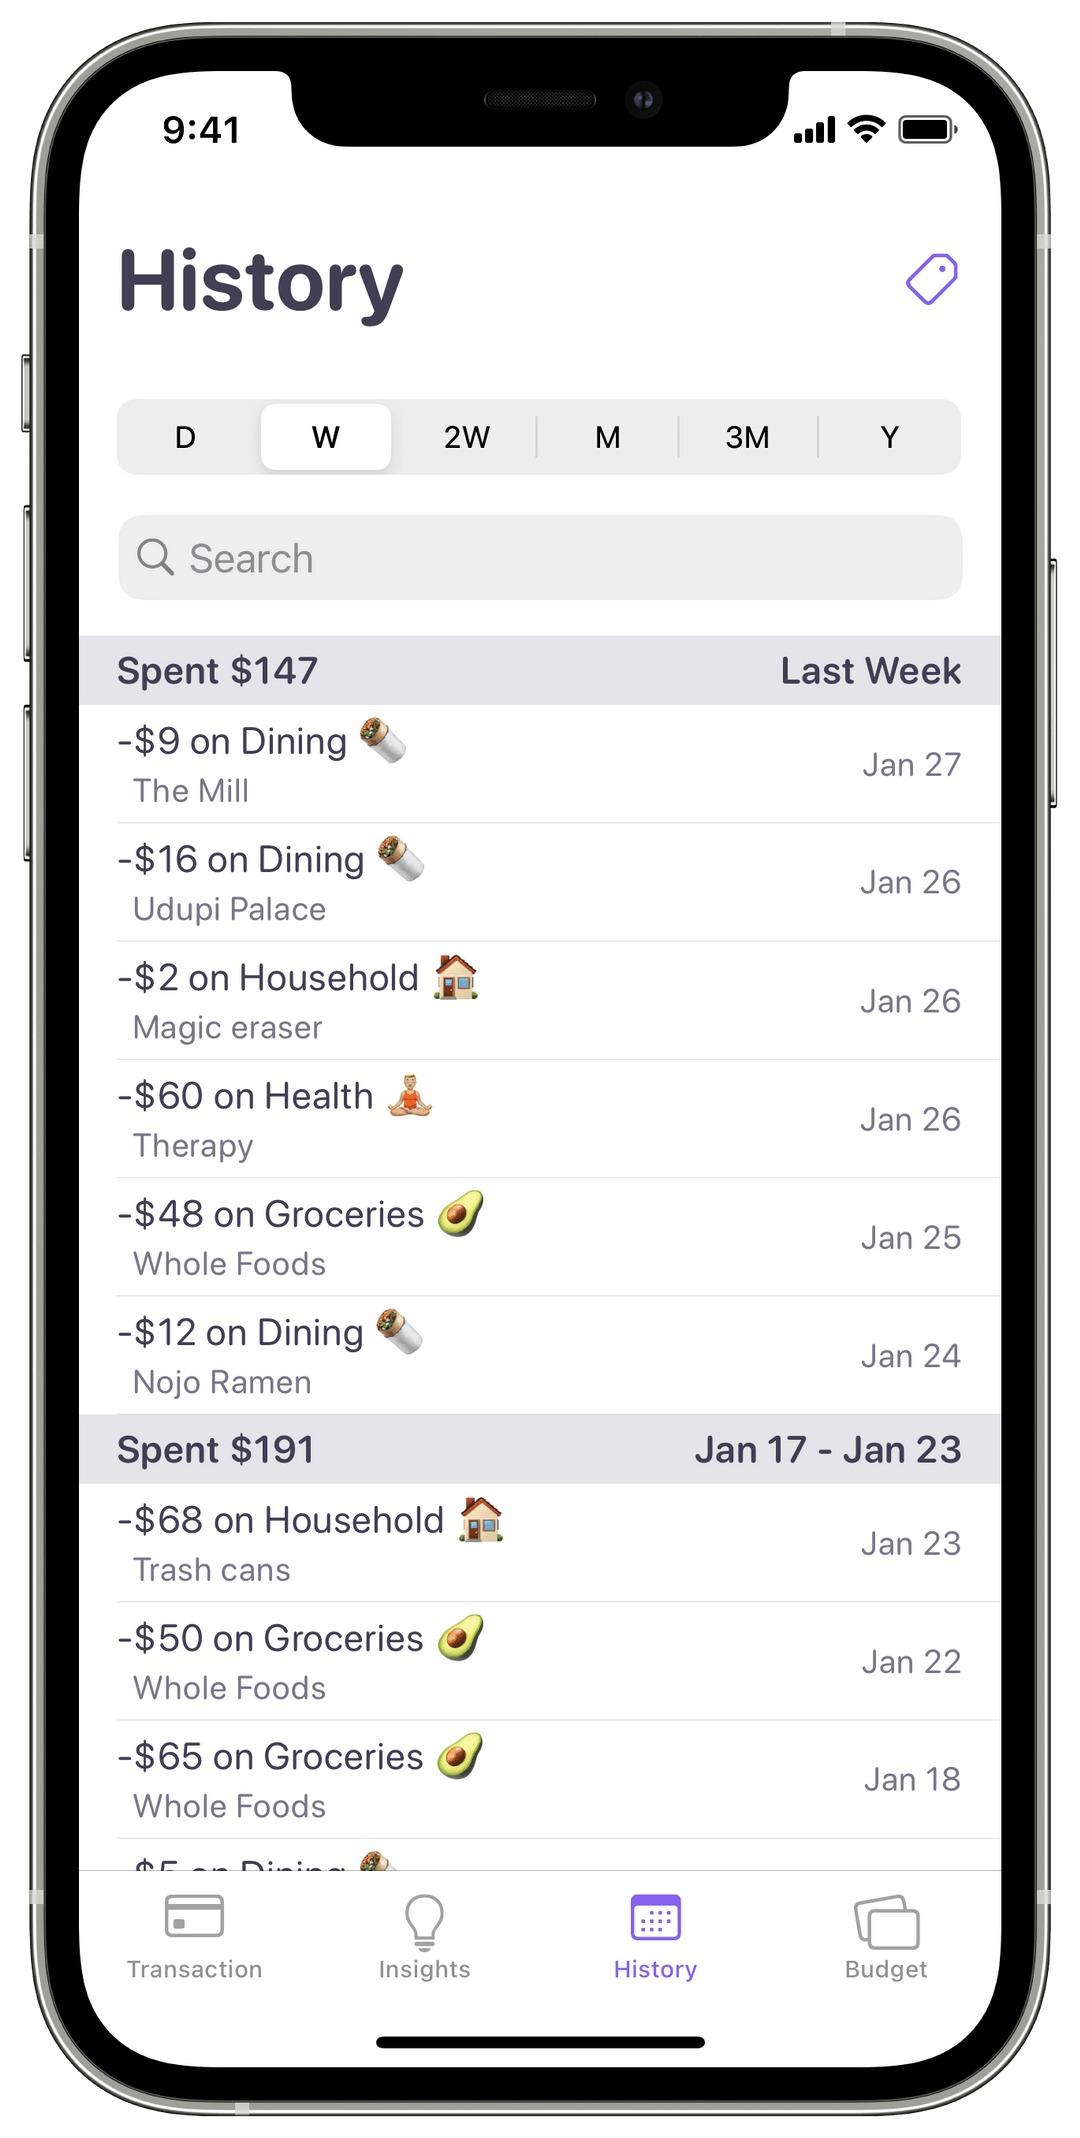 9:41
History
D W 2W M 3M Y
Search
Spent $147 Last Week
-$9 on Dining
The Mill
Jan 27
-$16 on Dining
Udupi Palace
Jan 26
-$2 on Household
Magic eraser
Jan 26
-$60 on Health
Therapy
Jan 26
-$48 on Groceries
Whole Foods
Jan 25
-$12 on Dining
Nojo Ramen
Jan 24
Spent $191 Jan 17 - Jan 23
-$68 on Household
Trash cans
Jan 23
-$50 on Groceries
Whole Foods
Jan 22
-$65 on Groceries
Whole Foods
Jan 18
-$5 on Dining
Transaction Insights History Budget